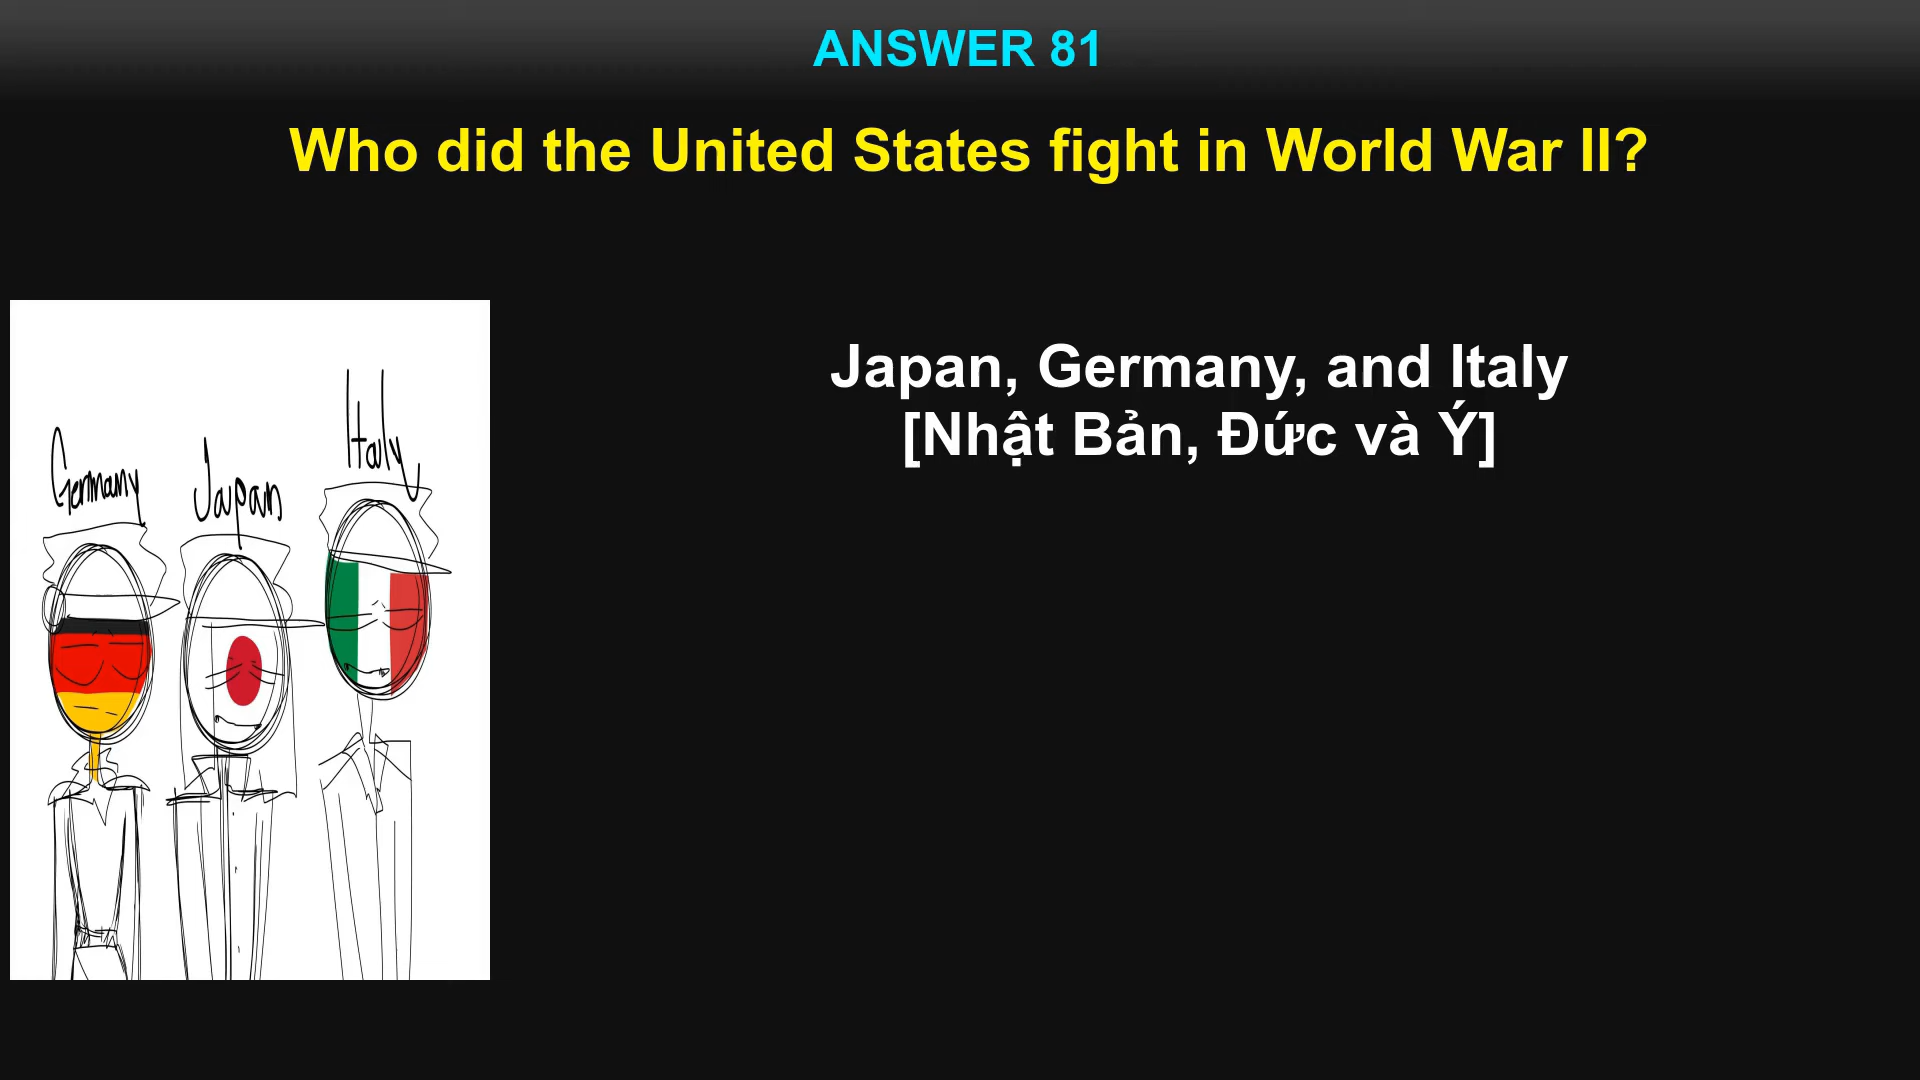 ANSWER 81
Who did the United States fight in World War II?
Japan, Germany, and Italy
[Nhật Bản, Đức và Ý]
Germany
Japan
Italy